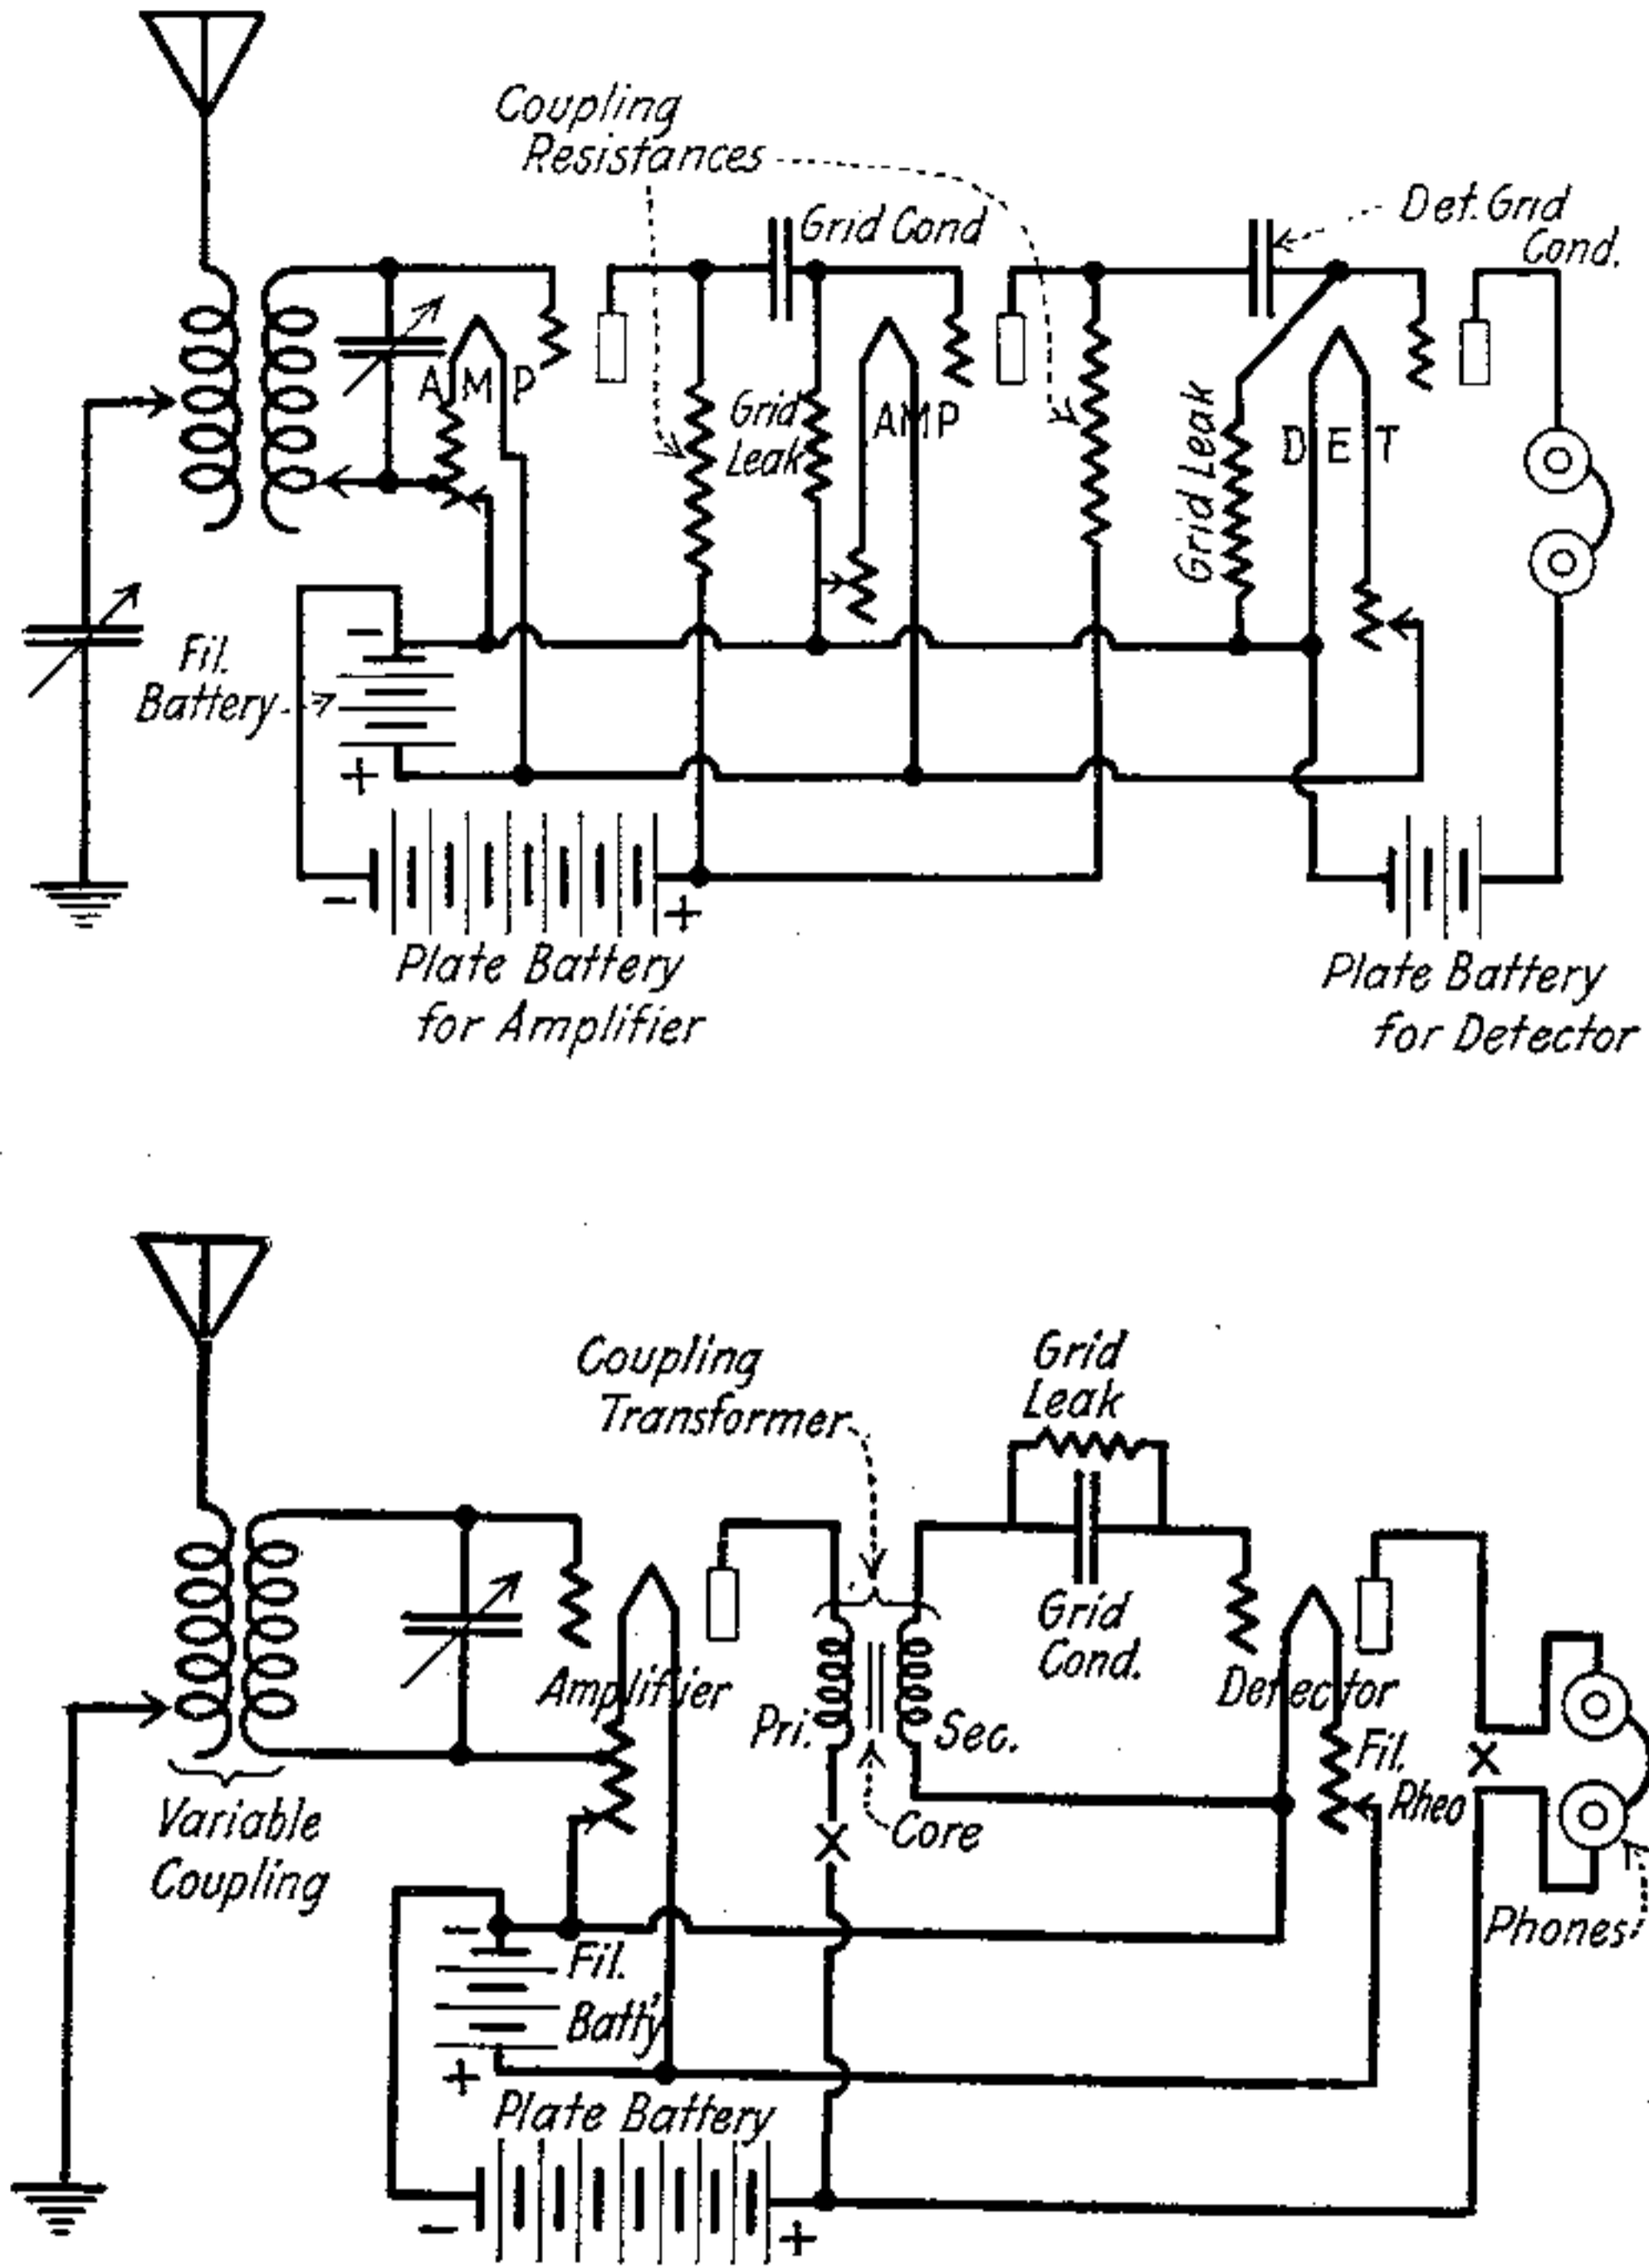 Coupling
Resistances
Grid Cond
Det. Grid
Cond.
AMP
Grid
Leak
AMP
Grid Leak
DET
Fil.
Battery
-
+
-
+
Plate Battery
for Amplifier
Plate Battery
for Detector
Coupling
Transformer
Grid
Leak
Grid
Cond.
Amplifier
Detector
Pri.
Sec.
Fil.
Rheo
X
Variable
Coupling
X
Core
Phones
-
Fil.
Batt'y
+
Plate Battery
-
+